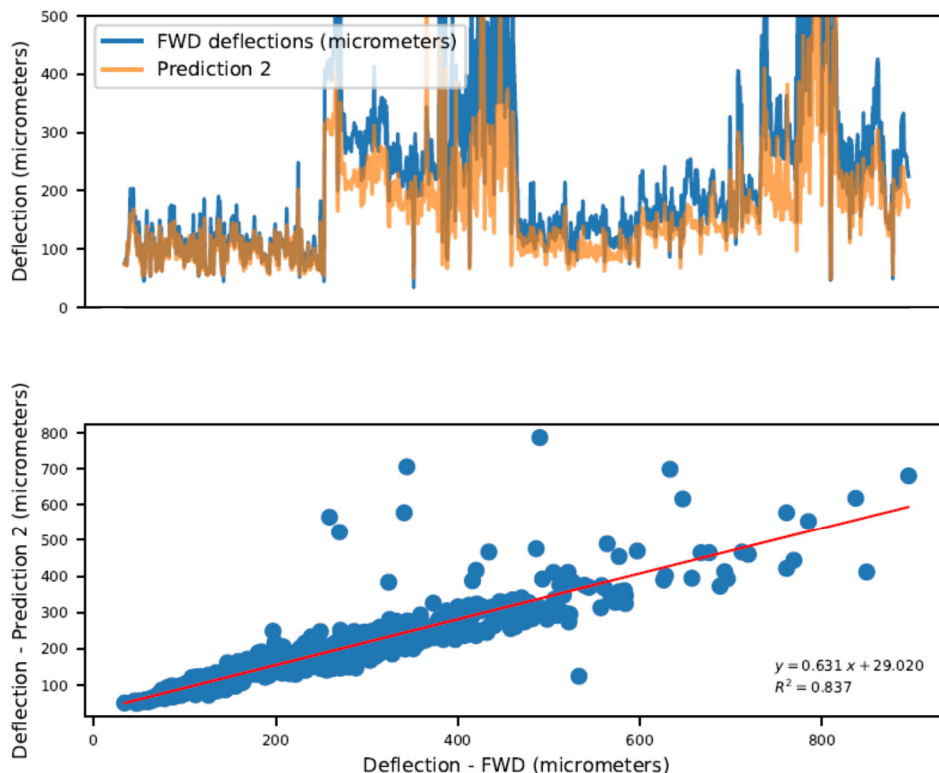 Deflection (micrometers)
500
400
300
200
100
0
FWD deflections (micrometers)
Prediction 2
Deflection - Prediction 2 (micrometers)
800
700
600
500
400
300
200
100
y = 0.631 x + 29.020
R² = 0.837
0 200 400 600 800
Deflection - FWD (micrometers)